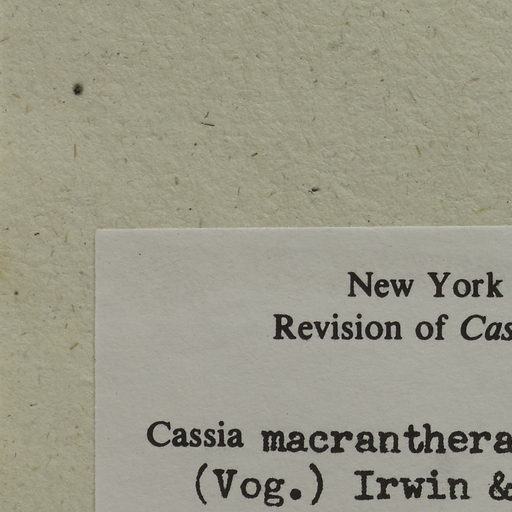 New York
Revision of Cas
Cassia macranthera
(Vog.) Irwin &